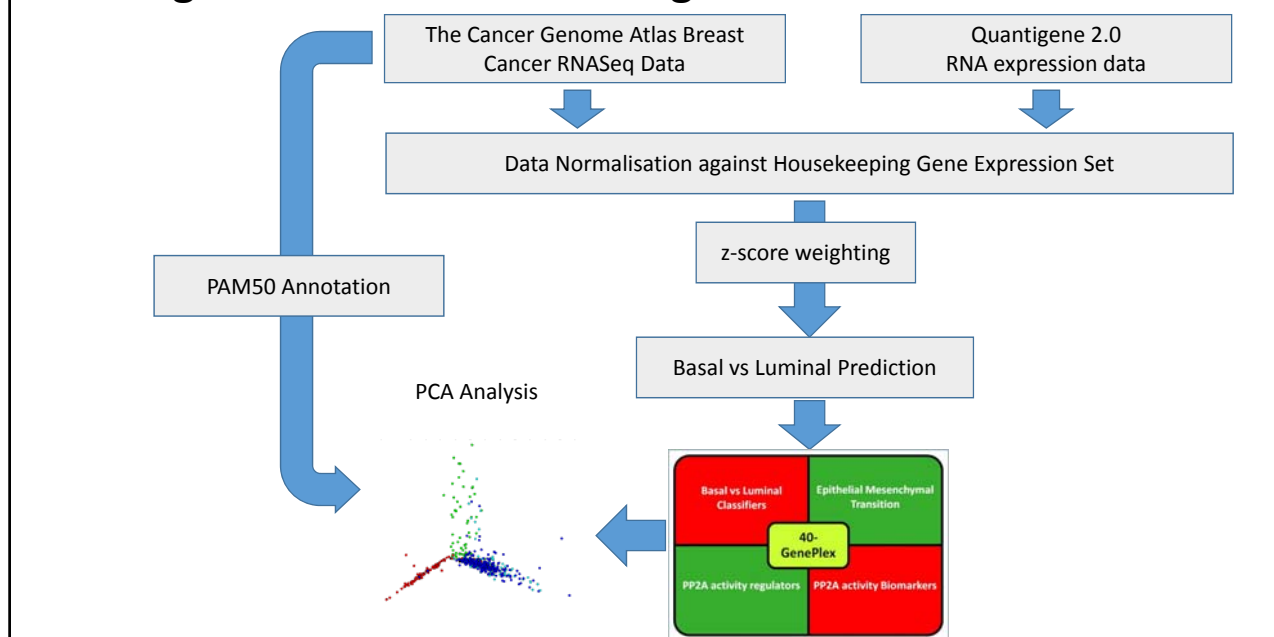 The Cancer Genome Atlas Breast
Cancer RNASeq Data
Quantigene 2.0
RNA expression data
Data Normalisation against Housekeeping Gene Expression Set
z-score weighting
PAM50 Annotation
Basal vs Luminal Prediction
PCA Analysis
Basal vs Luminal
Classifiers
Epithelial Mesenchymal
Transition
40-
GenePlex
PP2A activity regulators
PP2A activity Biomarkers